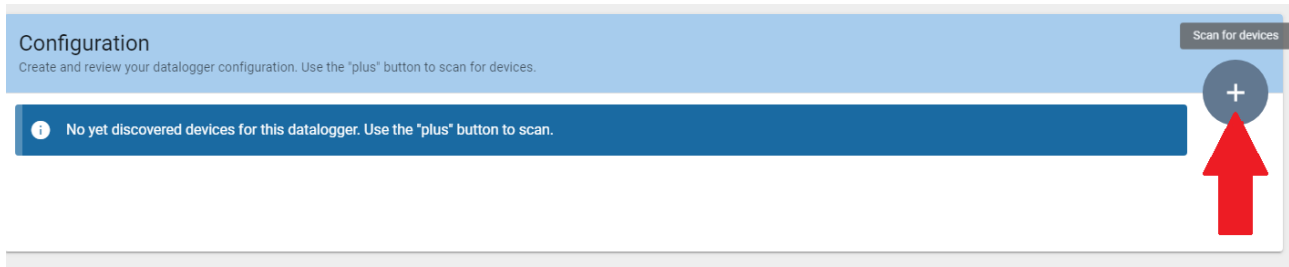 Configuration
Scan for devices
Create and review your datalogger configuration. Use the "plus" button to scan for devices.
No yet discovered devices for this datalogger. Use the "plus" button to scan.